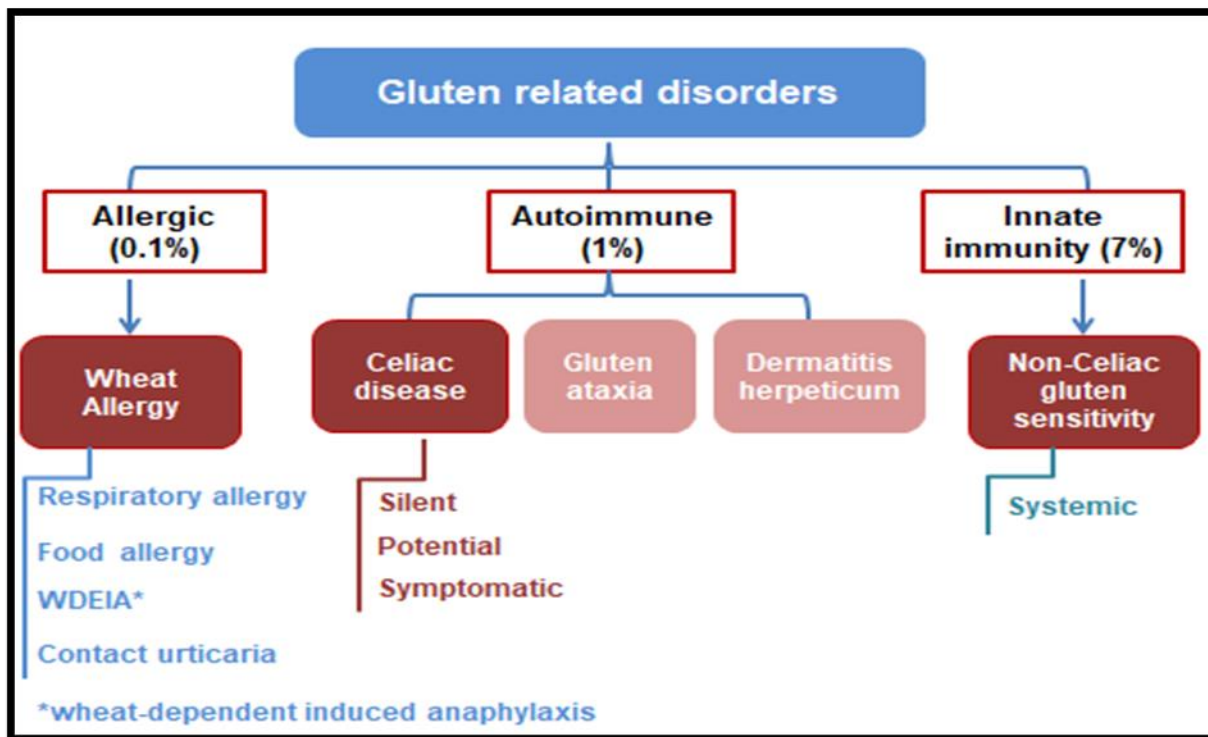 Gluten related disorders
Allergic
(0.1%)
Autoimmune
(1%)
Innate
immunity (7%)
Wheat
Allergy
Celiac
disease
Gluten
ataxia
Dermatitis
herpeticum
Non-Celiac
gluten
sensitivity
Respiratory allergy
Food allergy
WDEIA*
Contact urticaria
*wheat-dependent induced anaphylaxis
Silent
Potential
Symptomatic
Systemic